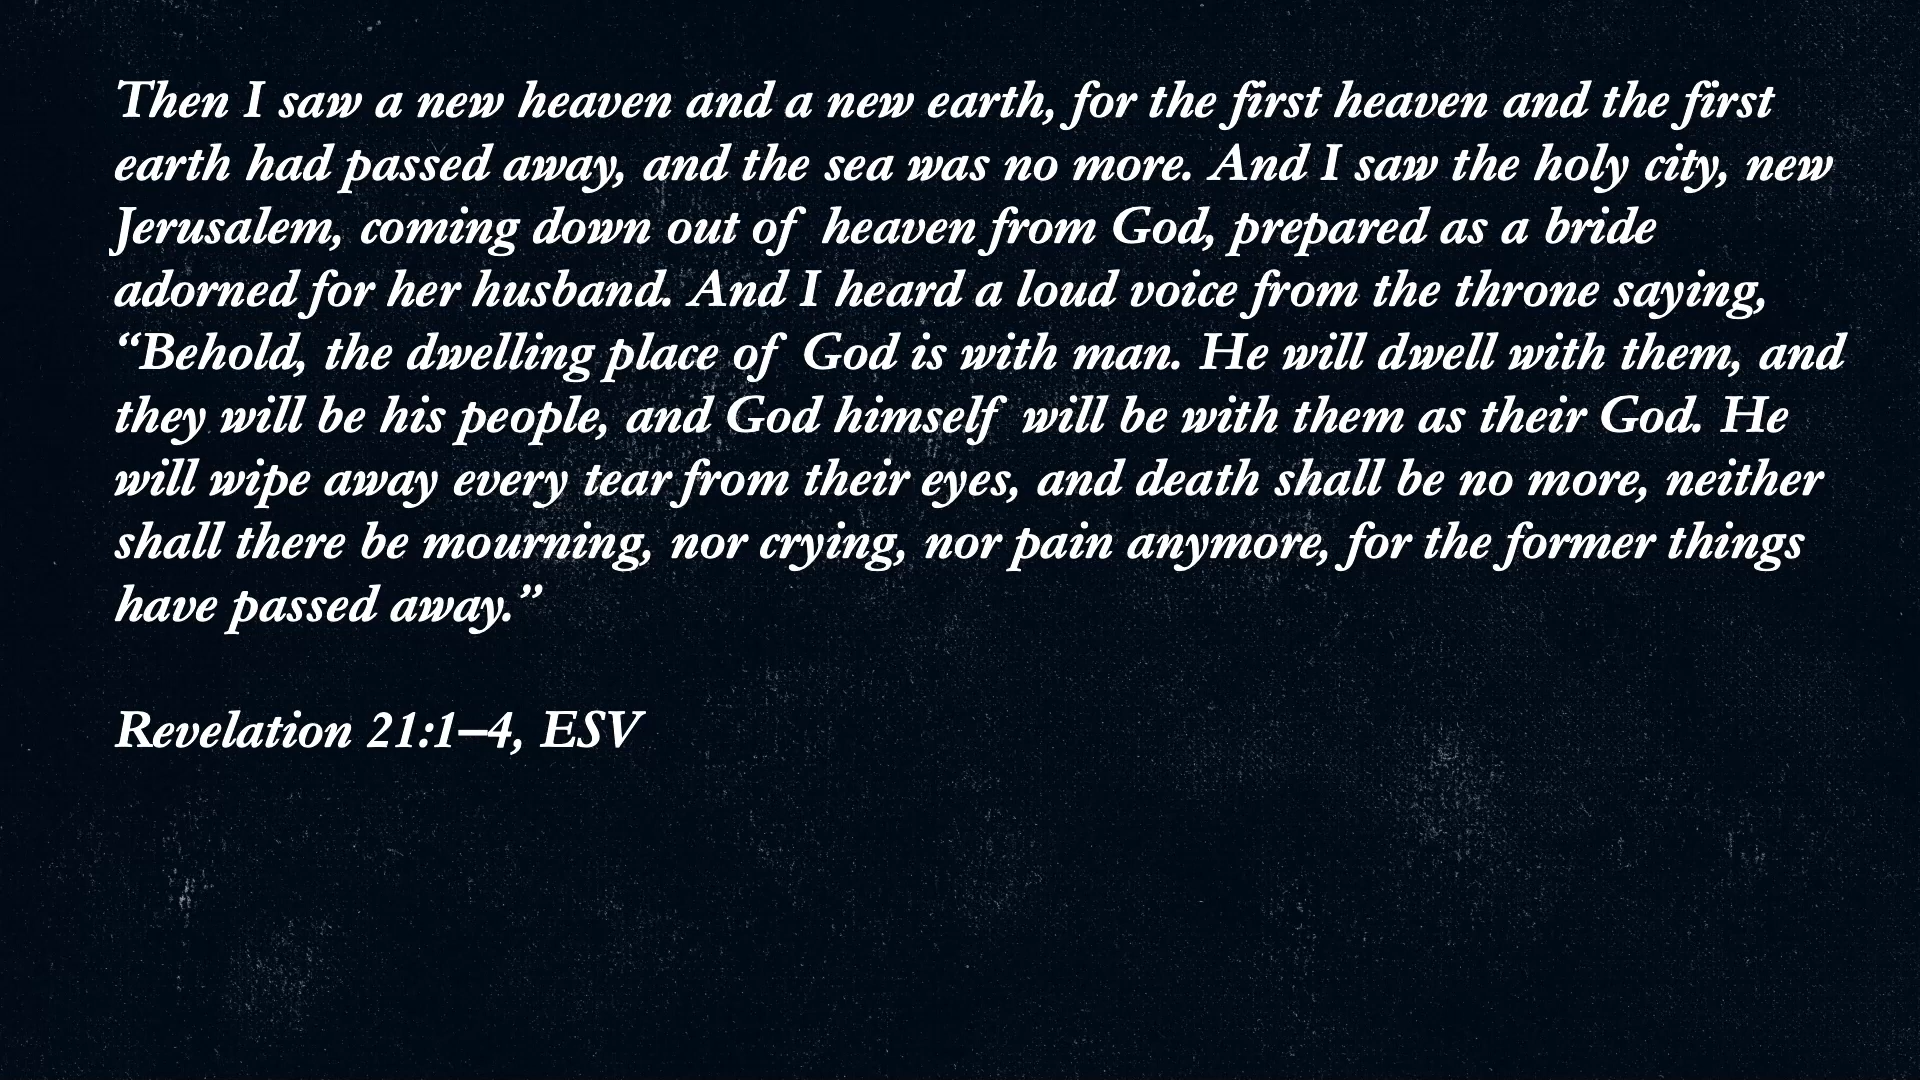 Then I saw a new heaven and a new earth, for the first heaven and the first
earth had passed away, and the sea was no more. And I saw the holy city, new
Jerusalem, coming down out of heaven from God, prepared as a bride
adorned for her husband. And I heard a loud voice from the throne saying,
“Behold, the dwelling place of God is with man. He will dwell with them, and
they will be his people, and God himself will be with them as their God. He
will wipe away every tear from their eyes, and death shall be no more, neither
shall there be mourning, nor crying, nor pain anymore, for the former things
have passed away.”
Revelation 21:1–4, ESV